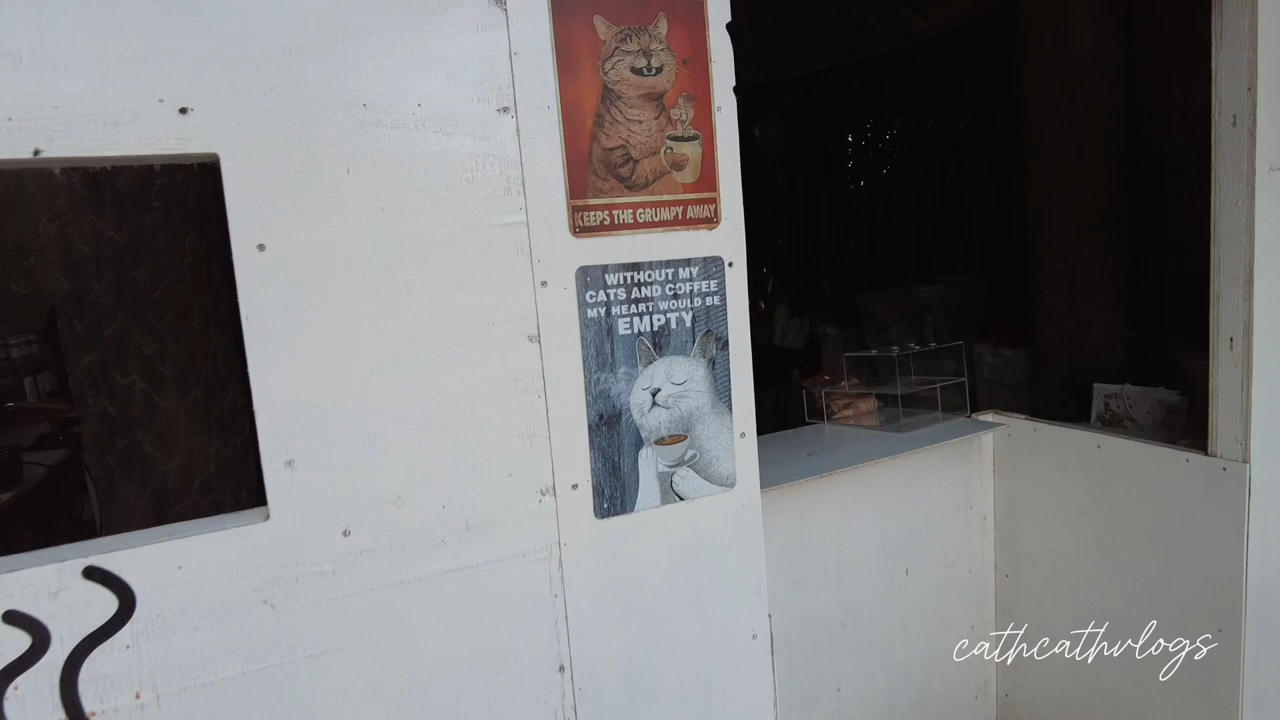 KEEPS THE GRUMPY AWAY
WITHOUT MY
CATS AND COFFEE
MY HEART WOULD BE
EMPTY
cathcathvlogs